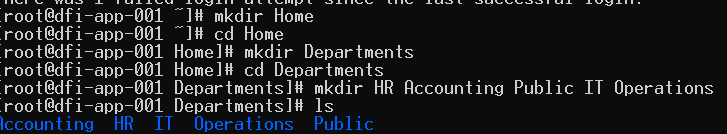 here was 1 failed login attempt since the last successful login.
[root@dfi-app-001 ~]# mkdir Home
[root@dfi-app-001 ~]# cd Home
[root@dfi-app-001 Home]# mkdir Departments
[root@dfi-app-001 Home]# cd Departments
[root@dfi-app-001 Departments]# mkdir HR Accounting Public IT Operations
[root@dfi-app-001 Departments]# ls
Accounting HR IT Operations Public